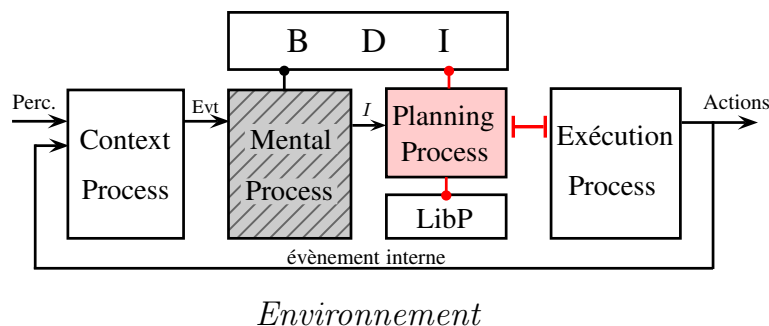 B D I
Perc.
Context
Process
Evt
Mental
Process
I
Planning
Process
LibP
Exécution
Process
Actions
évènement interne
Environnement